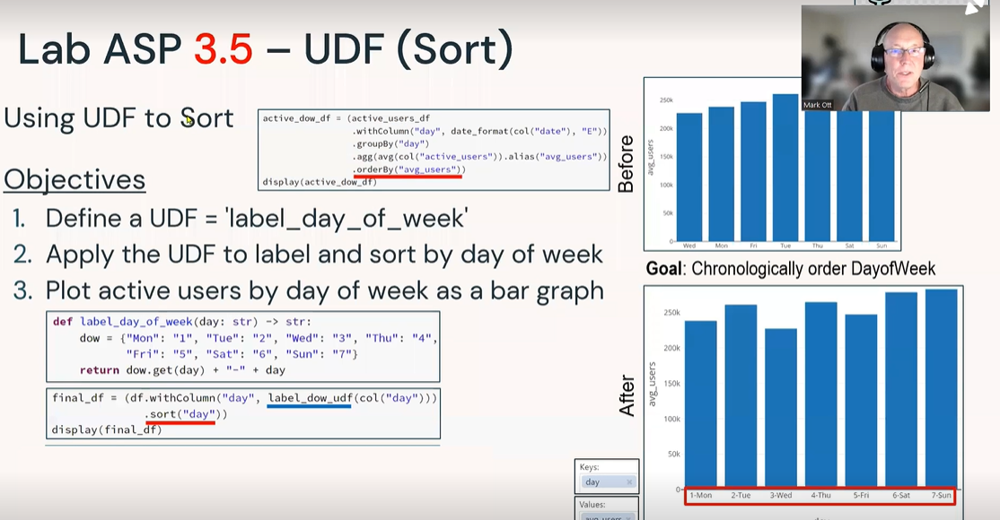 Lab ASP 3.5 – UDF (Sort)
Mark Ott
Using UDF to Sort
active_dow_df = (active_users_df
.withColumn("day", date_format(col("date"), "E"))
.groupBy("day")
.agg(avg(col("active_users")).alias("avg_users"))
.orderBy("avg_users"))
display(active_dow_df)
Objectives
1. Define a UDF = 'label_day_of_week'
2. Apply the UDF to label and sort by day of week
3. Plot active users by day of week as a bar graph
def label_day_of_week(day: str) -> str:
dow = {"Mon": "1", "Tue": "2", "Wed": "3", "Thu": "4",
"Fri": "5", "Sat": "6", "Sun": "7"}
return dow.get(day) + "-" + day
final_df = (df.withColumn("day", label_dow_udf(col("day")))
.sort("day"))
display(final_df)
Before
avg_users
250k
200k
150k
100k
50k
0
Wed Mon Fri Tue Thu Sat Sun
Goal: Chronologically order DayofWeek
After
avg_users
250k
200k
150k
100k
50k
0
1-Mon 2-Tue 3-Wed 4-Thu 5-Fri 6-Sat 7-Sun
Keys:
day
Values: